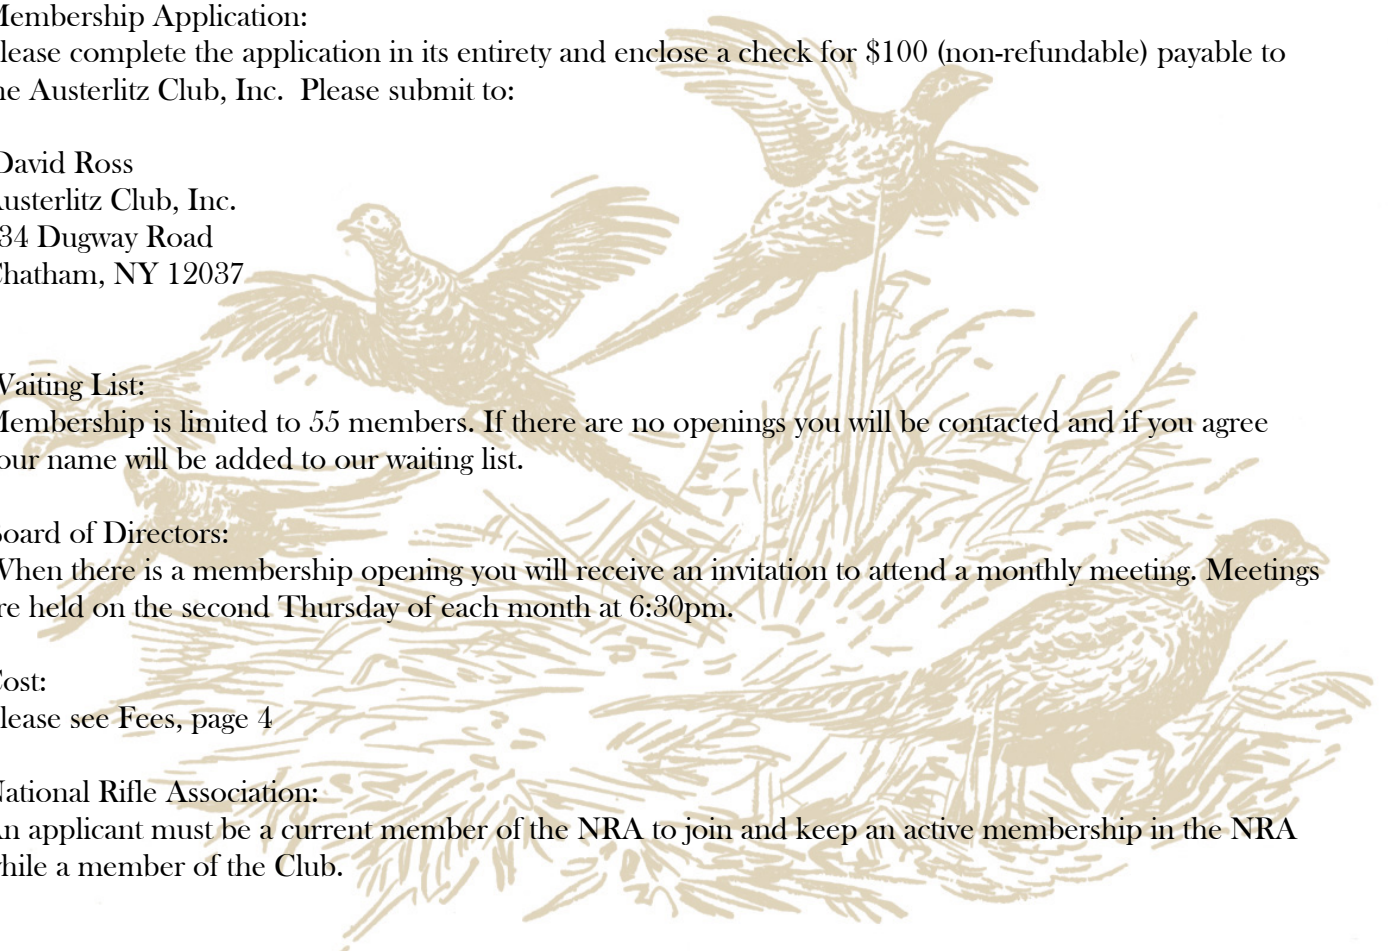 Membership Application:
lease complete the application in its entirety and enclose a check for $100 (non-refundable) payable to
he Austerlitz Club, Inc. Please submit to:
David Ross
Austerlitz Club, Inc.
34 Dugway Road
Chatham, NY 12037
Waiting List:
Membership is limited to 55 members. If there are no openings you will be contacted and if you agree
our name will be added to our waiting list.
Board of Directors:
When there is a membership opening you will receive an invitation to attend a monthly meeting. Meetings
re held on the second Thursday of each month at 6:30pm.
Cost:
lease see Fees, page 4
National Rifle Association:
An applicant must be a current member of the NRA to join and keep an active membership in the NRA
while a member of the Club.